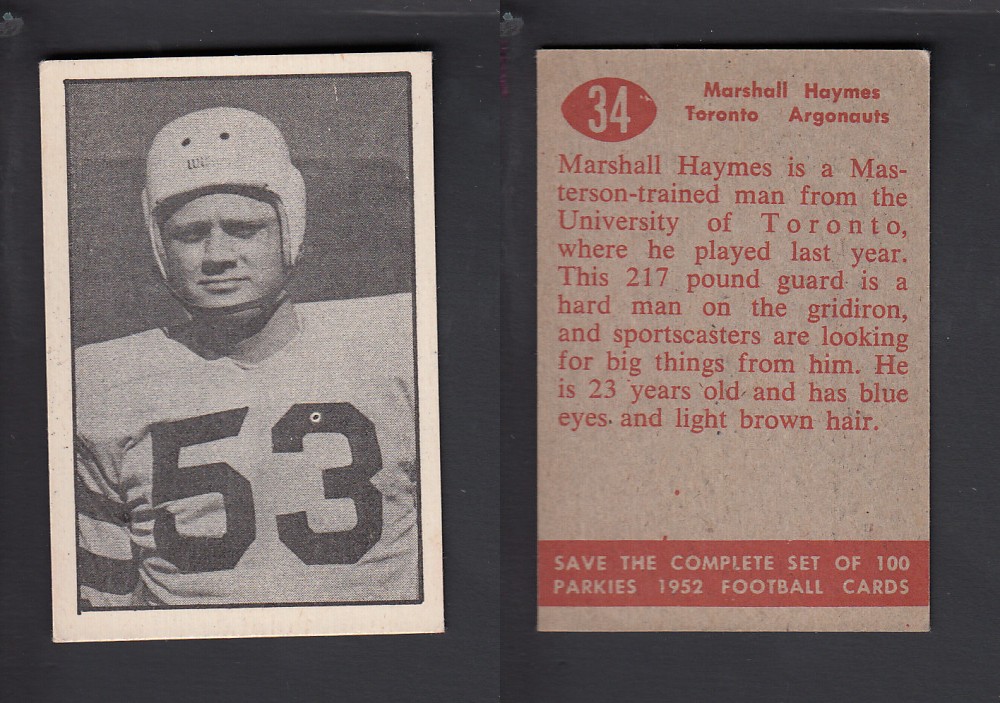 53
34
Marshall Haymes
Toronto Argonauts
Marshall Haymes is a Mas-
terson-trained man from the
University of Toronto,
where he played last year.
This 217 pound guard is a
hard man on the gridiron,
and sportscasters are looking
for big things from him. He
is 23 years old and has blue
eyes and light brown hair.
SAVE THE COMPLETE SET OF 100
PARKIES 1952 FOOTBALL CARDS